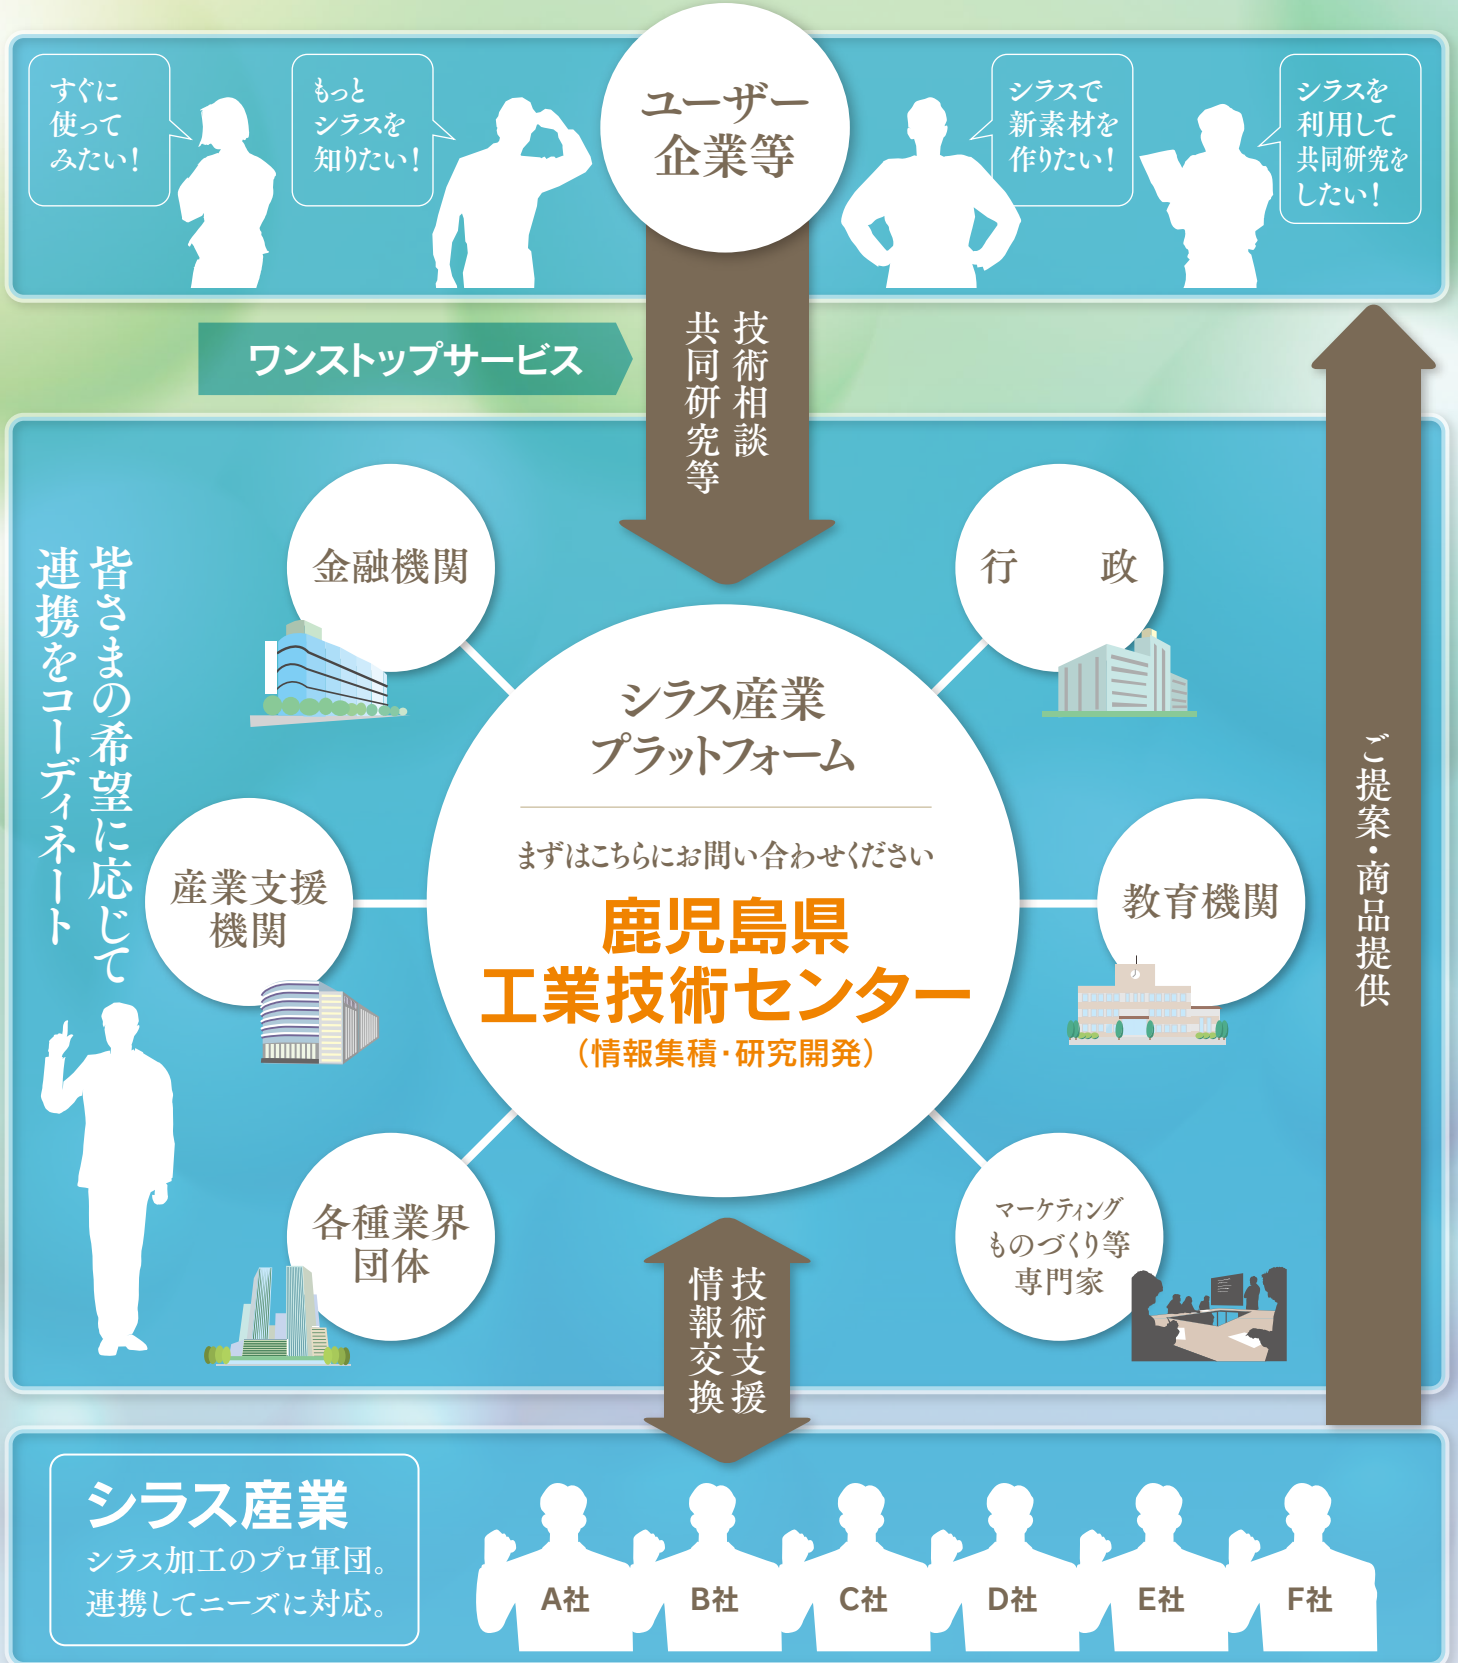 すぐに
使って
みたい！
もっと
シラスを
知りたい！
ユーザー
企業等
シラスで
新素材を
作りたい！
シラスを
利用して
共同研究を
したい！
ワンストップサービス
技術相談
共同研究等
皆さまの希望に応じて
連携をコーディネート
金融機関
行　政
シラス産業
プラットフォーム
まずはこちらにお問い合わせください
鹿児島県
工業技術センター
（情報集積・研究開発）
産業支援
機関
教育機関
各種業界
団体
マーケティング
ものづくり等
専門家
ご提案・商品提供
技術支援
情報交換
シラス産業
シラス加工のプロ軍団。
連携してニーズに対応。
A社
B社
C社
D社
E社
F社